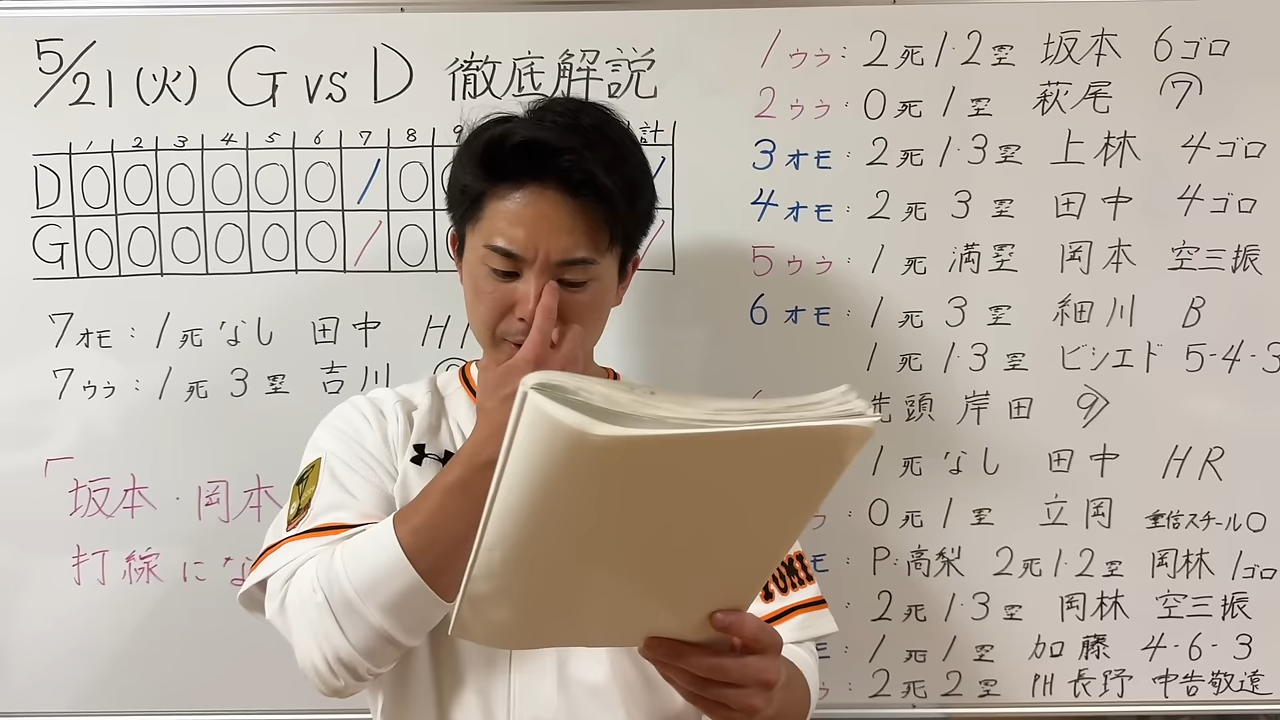 5/21(火) G vs D 徹底解説
1 2 3 4 5 6 7 8 9 計
D 0 0 0 0 0 0 1 0 1
G 0 0 0 0 0 0 1 0 1
7オモ:1死なし 田中 H
7ウラ:1死3塁 吉川
「坂本・岡本
打線にな
1ウラ:2死1・2塁 坂本 6ゴロ
2ウラ:0死1塁 萩尾 ⑦
3オモ:2死1・3塁 上林 4ゴロ
4オモ:2死3塁 田中 4ゴロ
5ウラ:1死満塁 岡本 空三振
6オモ:1死3塁 細川 B
1死1・3塁 ビシエド 5-4-3
先頭 岸田 9
1死なし 田中 HR
ラ:0死1塁 立岡 重信スチール〇
モ:P:高梨 2死1・2塁 岡林 1ゴロ
2死1・3塁 岡林 空三振
モ:1死1塁 加藤 4-6-3
ラ:2死2塁 PH長野 申告敬遠